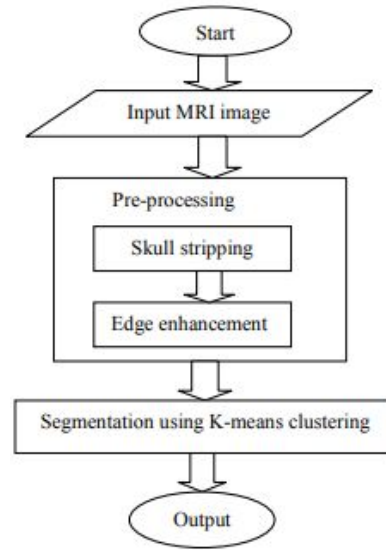 Start
Input MRI image
Pre-processing
Skull stripping
Edge enhancement
Segmentation using K-means clustering
Output